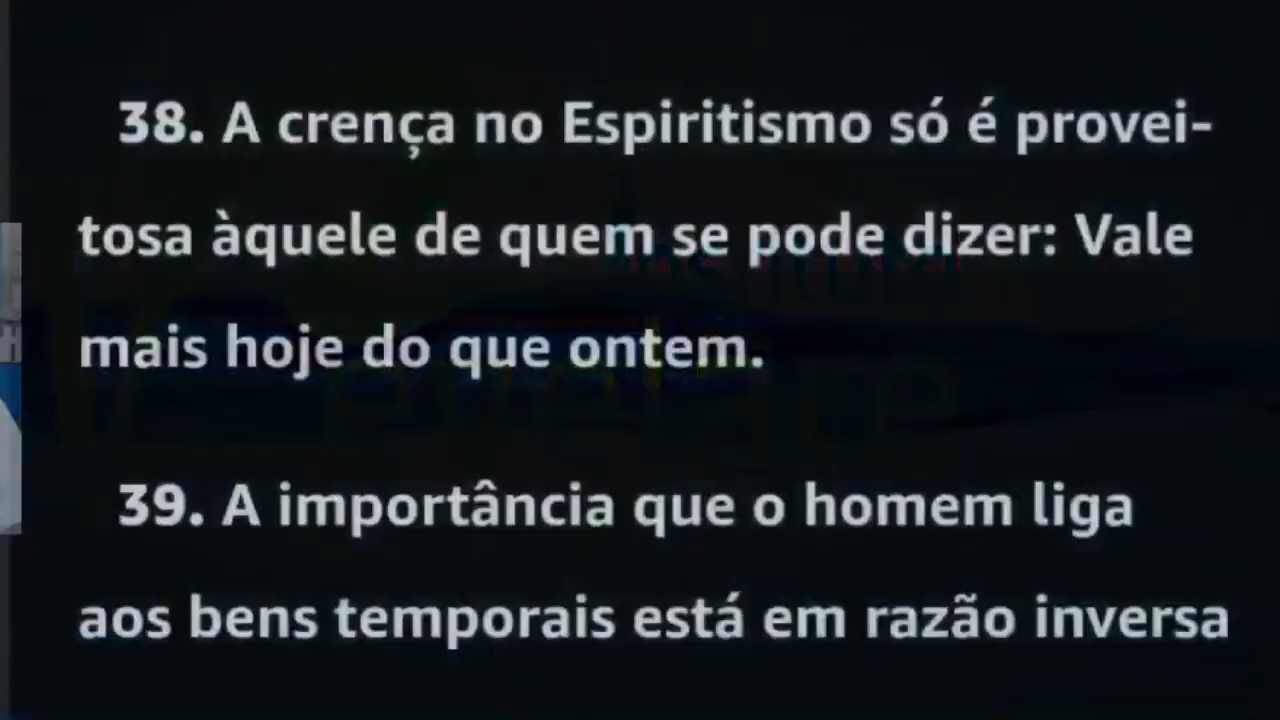 38. A crença no Espiritismo só é provei-
tosa àquele de quem se pode dizer: Vale
mais hoje do que ontem.
39. A importância que o homem liga
aos bens temporais está em razão inversa